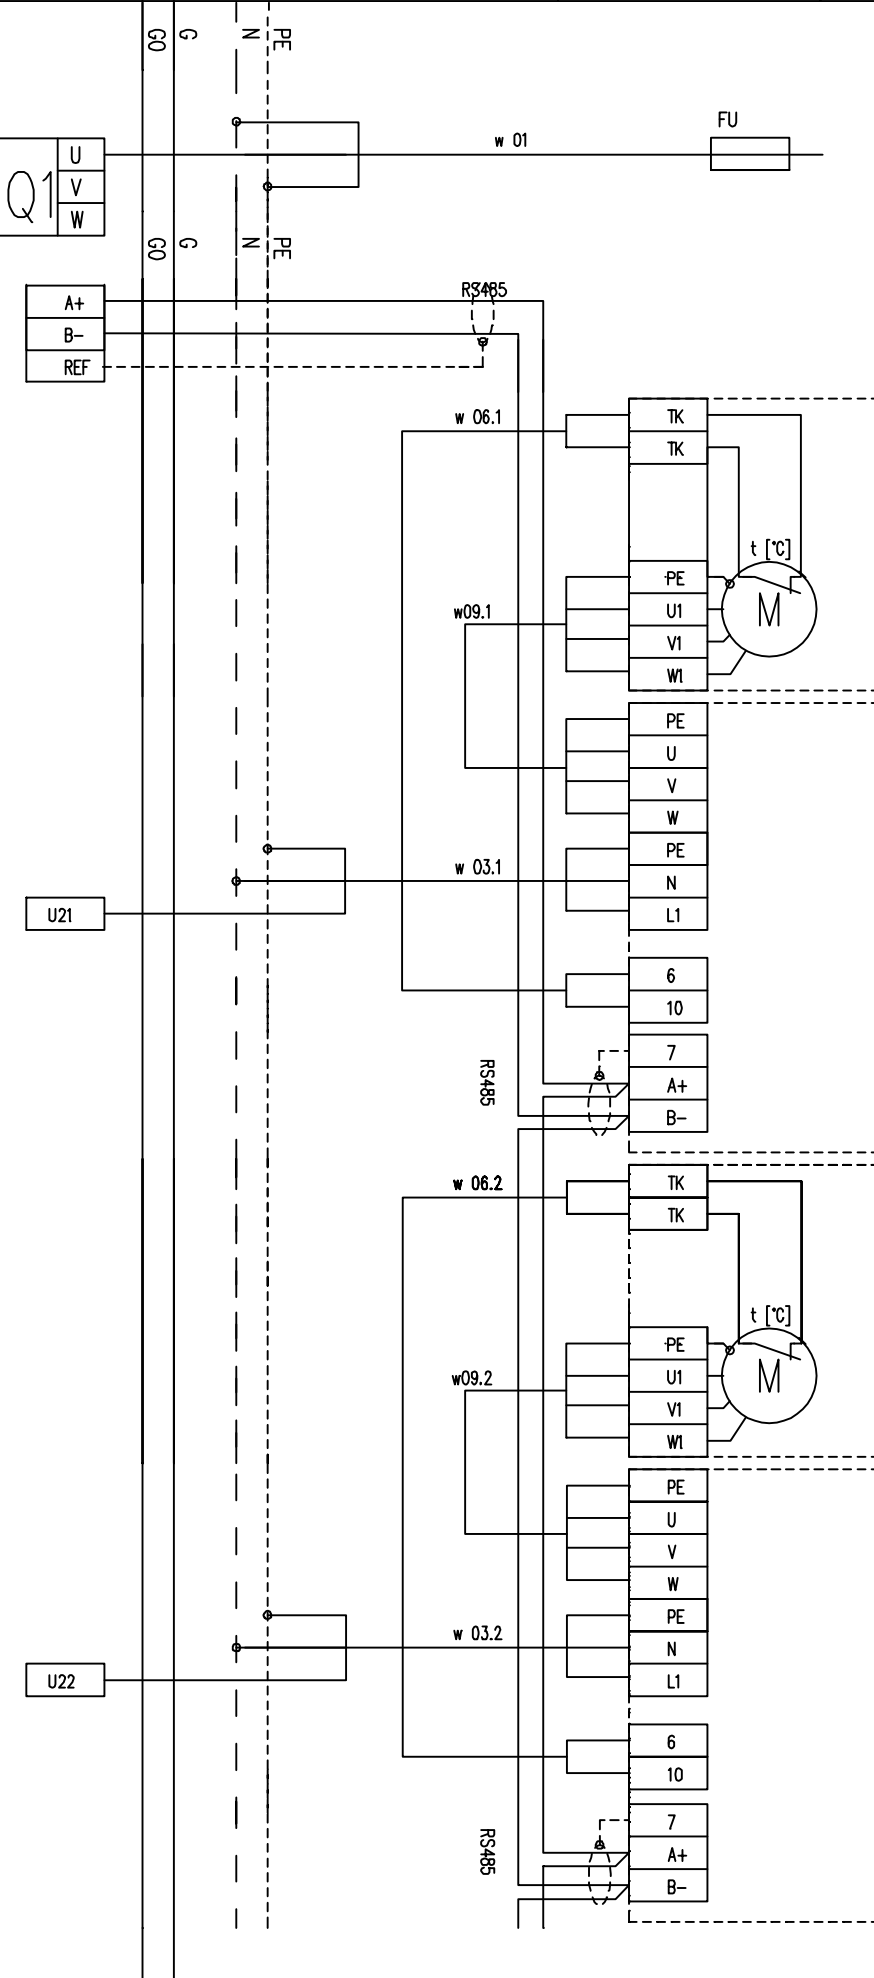 GO G N PE
FU
w 01
Q1
U
V
W
GO G N PE
RS485
A+
B-
REF
w 06.1
TK
TK
t [°C]
PE
w09.1
U1
M
V1
W1
PE
U
V
W
PE
w 03.1
N
U21
L1
6
10
7
RS485
A+
B-
w 06.2
TK
TK
t [°C]
PE
w09.2
U1
M
V1
W1
PE
U
V
W
PE
w 03.2
N
U22
L1
6
10
7
RS485
A+
B-